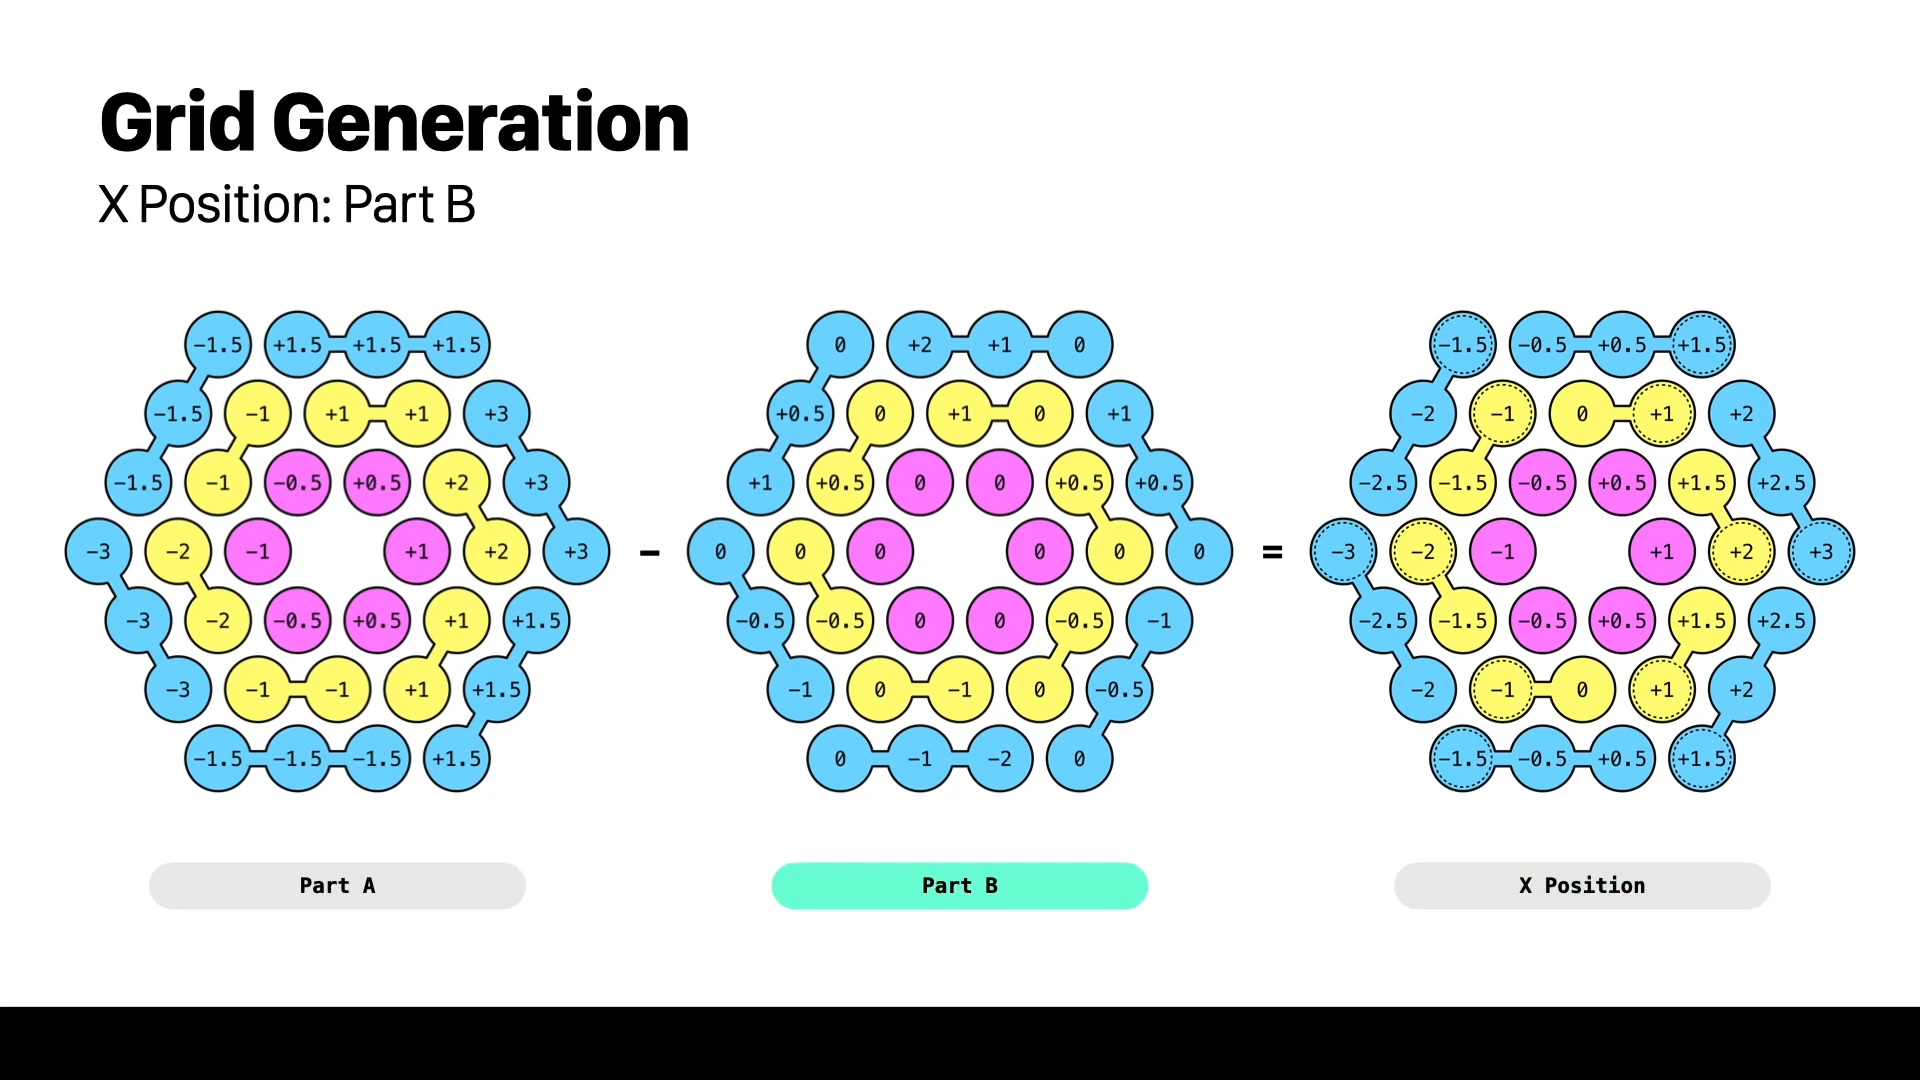 Grid Generation
X Position: Part B
−1.5 +1.5 +1.5 +1.5 0 +2 +1 0 −1.5 −0.5 +0.5 +1.5
−1.5 −1 +1 +1 +3 +0.5 0 +1 0 +1 −2 −1 0 +1 +2
−1.5 −1 −0.5 +0.5 +2 +3 +1 +0.5 0 0 +0.5 +0.5 −2.5 −1.5 −0.5 +0.5 +1.5 +2.5
−3 −2 −1 +1 +2 +3 − 0 0 0 0 0 0 = −3 −2 −1 +1 +2 +3
−3 −2 −0.5 +0.5 +1 +1.5 −0.5 −0.5 0 0 −0.5 −1 −2.5 −1.5 −0.5 +0.5 +1.5 +2.5
−3 −1 −1 +1 +1.5 −1 0 −1 0 −0.5 −2 −1 0 +1 +2
−1.5 −1.5 −1.5 +1.5 0 −1 −2 0 −1.5 −0.5 +0.5 +1.5
Part A Part B X Position